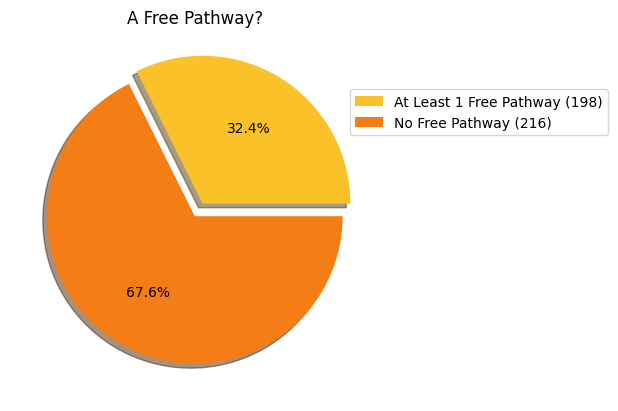 A Free Pathway?
32.4%
At Least 1 Free Pathway (198)
No Free Pathway (216)
67.6%